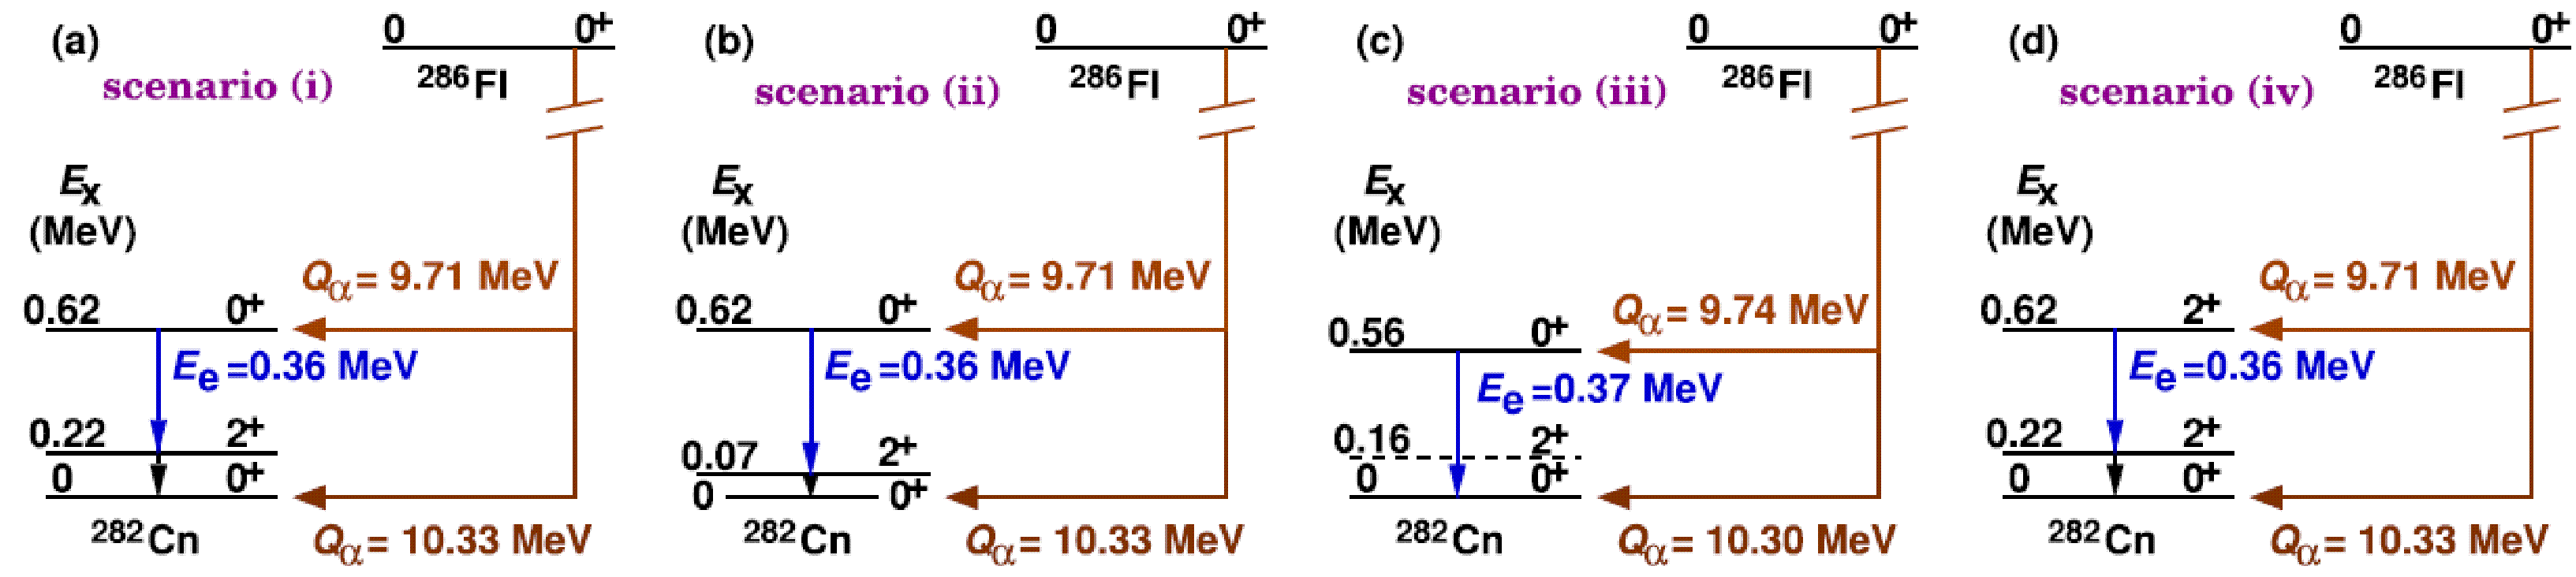 (a)
0 0+
286Fl
scenario (i)
Ex
(MeV)
Qα= 9.71 MeV
0.62 0+
Ee=0.36 MeV
0.22 2+
0 0+
282Cn
Qα= 10.33 MeV
(b)
0 0+
286Fl
scenario (ii)
Ex
(MeV)
Qα= 9.71 MeV
0.62 0+
Ee=0.36 MeV
0.07 2+
0 0+
282Cn
Qα= 10.33 MeV
(c)
0 0+
286Fl
scenario (iii)
Ex
(MeV)
Qα= 9.74 MeV
0.56 0+
Ee=0.37 MeV
0.16 2+
0 0+
282Cn
Qα= 10.30 MeV
(d)
0 0+
286Fl
scenario (iv)
Ex
(MeV)
Qα= 9.71 MeV
0.62 2+
Ee=0.36 MeV
0.22 2+
0 0+
282Cn
Qα= 10.33 MeV